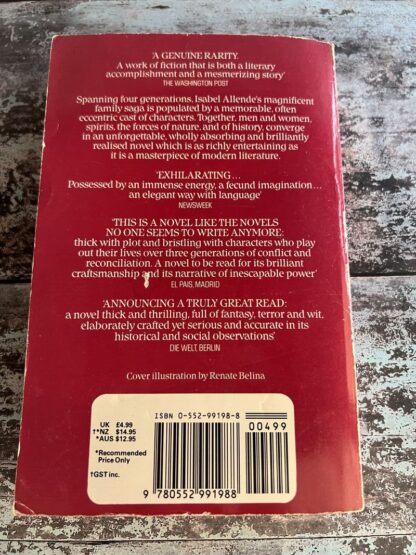 'A GENUINE RARITY.
A work of fiction that is both a literary
accomplishment and a mesmerizing story'
THE WASHINGTON POST
Spanning four generations, Isabel Allende's magnificent
family saga is populated by a memorable, often
eccentric cast of characters. Together, men and women,
spirits, the forces of nature, and of history, converge
in an unforgettable, wholly absorbing and brilliantly
realised novel which is as richly entertaining as
it is a masterpiece of modern literature.
'EXHILARATING...
Possessed by an immense energy, a fecund imagination...
an elegant way with language'
NEWSWEEK
'THIS IS A NOVEL LIKE THE NOVELS
NO ONE SEEMS TO WRITE ANYMORE:
thick with plot and bristling with characters who play
out their lives over three generations of conflict and
reconciliation. A novel to be read for its brilliant
craftsmanship and its narrative of inescapable power'
EL PAIS, MADRID
'ANNOUNCING A TRULY GREAT READ:
a novel thick and thrilling, full of fantasy, terror and wit,
elaborately crafted yet serious and accurate in its
historical and social observations'
DIE WELT, BERLIN
Cover illustration by Renate Belina
UK £4.99
†*NZ $14.95
*AUS $12.95
*Recommended
Price Only
†GST inc.
ISBN 0-552-99198-8
00499
9 780552 991988